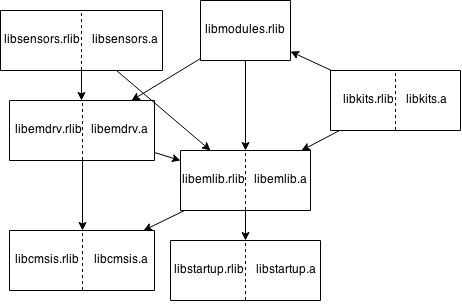 libmodules.rlib
libsensors.rlib libsensors.a
libkits.rlib libkits.a
libemdrv.rlib libemdrv.a
libemlib.rlib libemlib.a
libcmsis.rlib libcmsis.a
libstartup.rlib libstartup.a